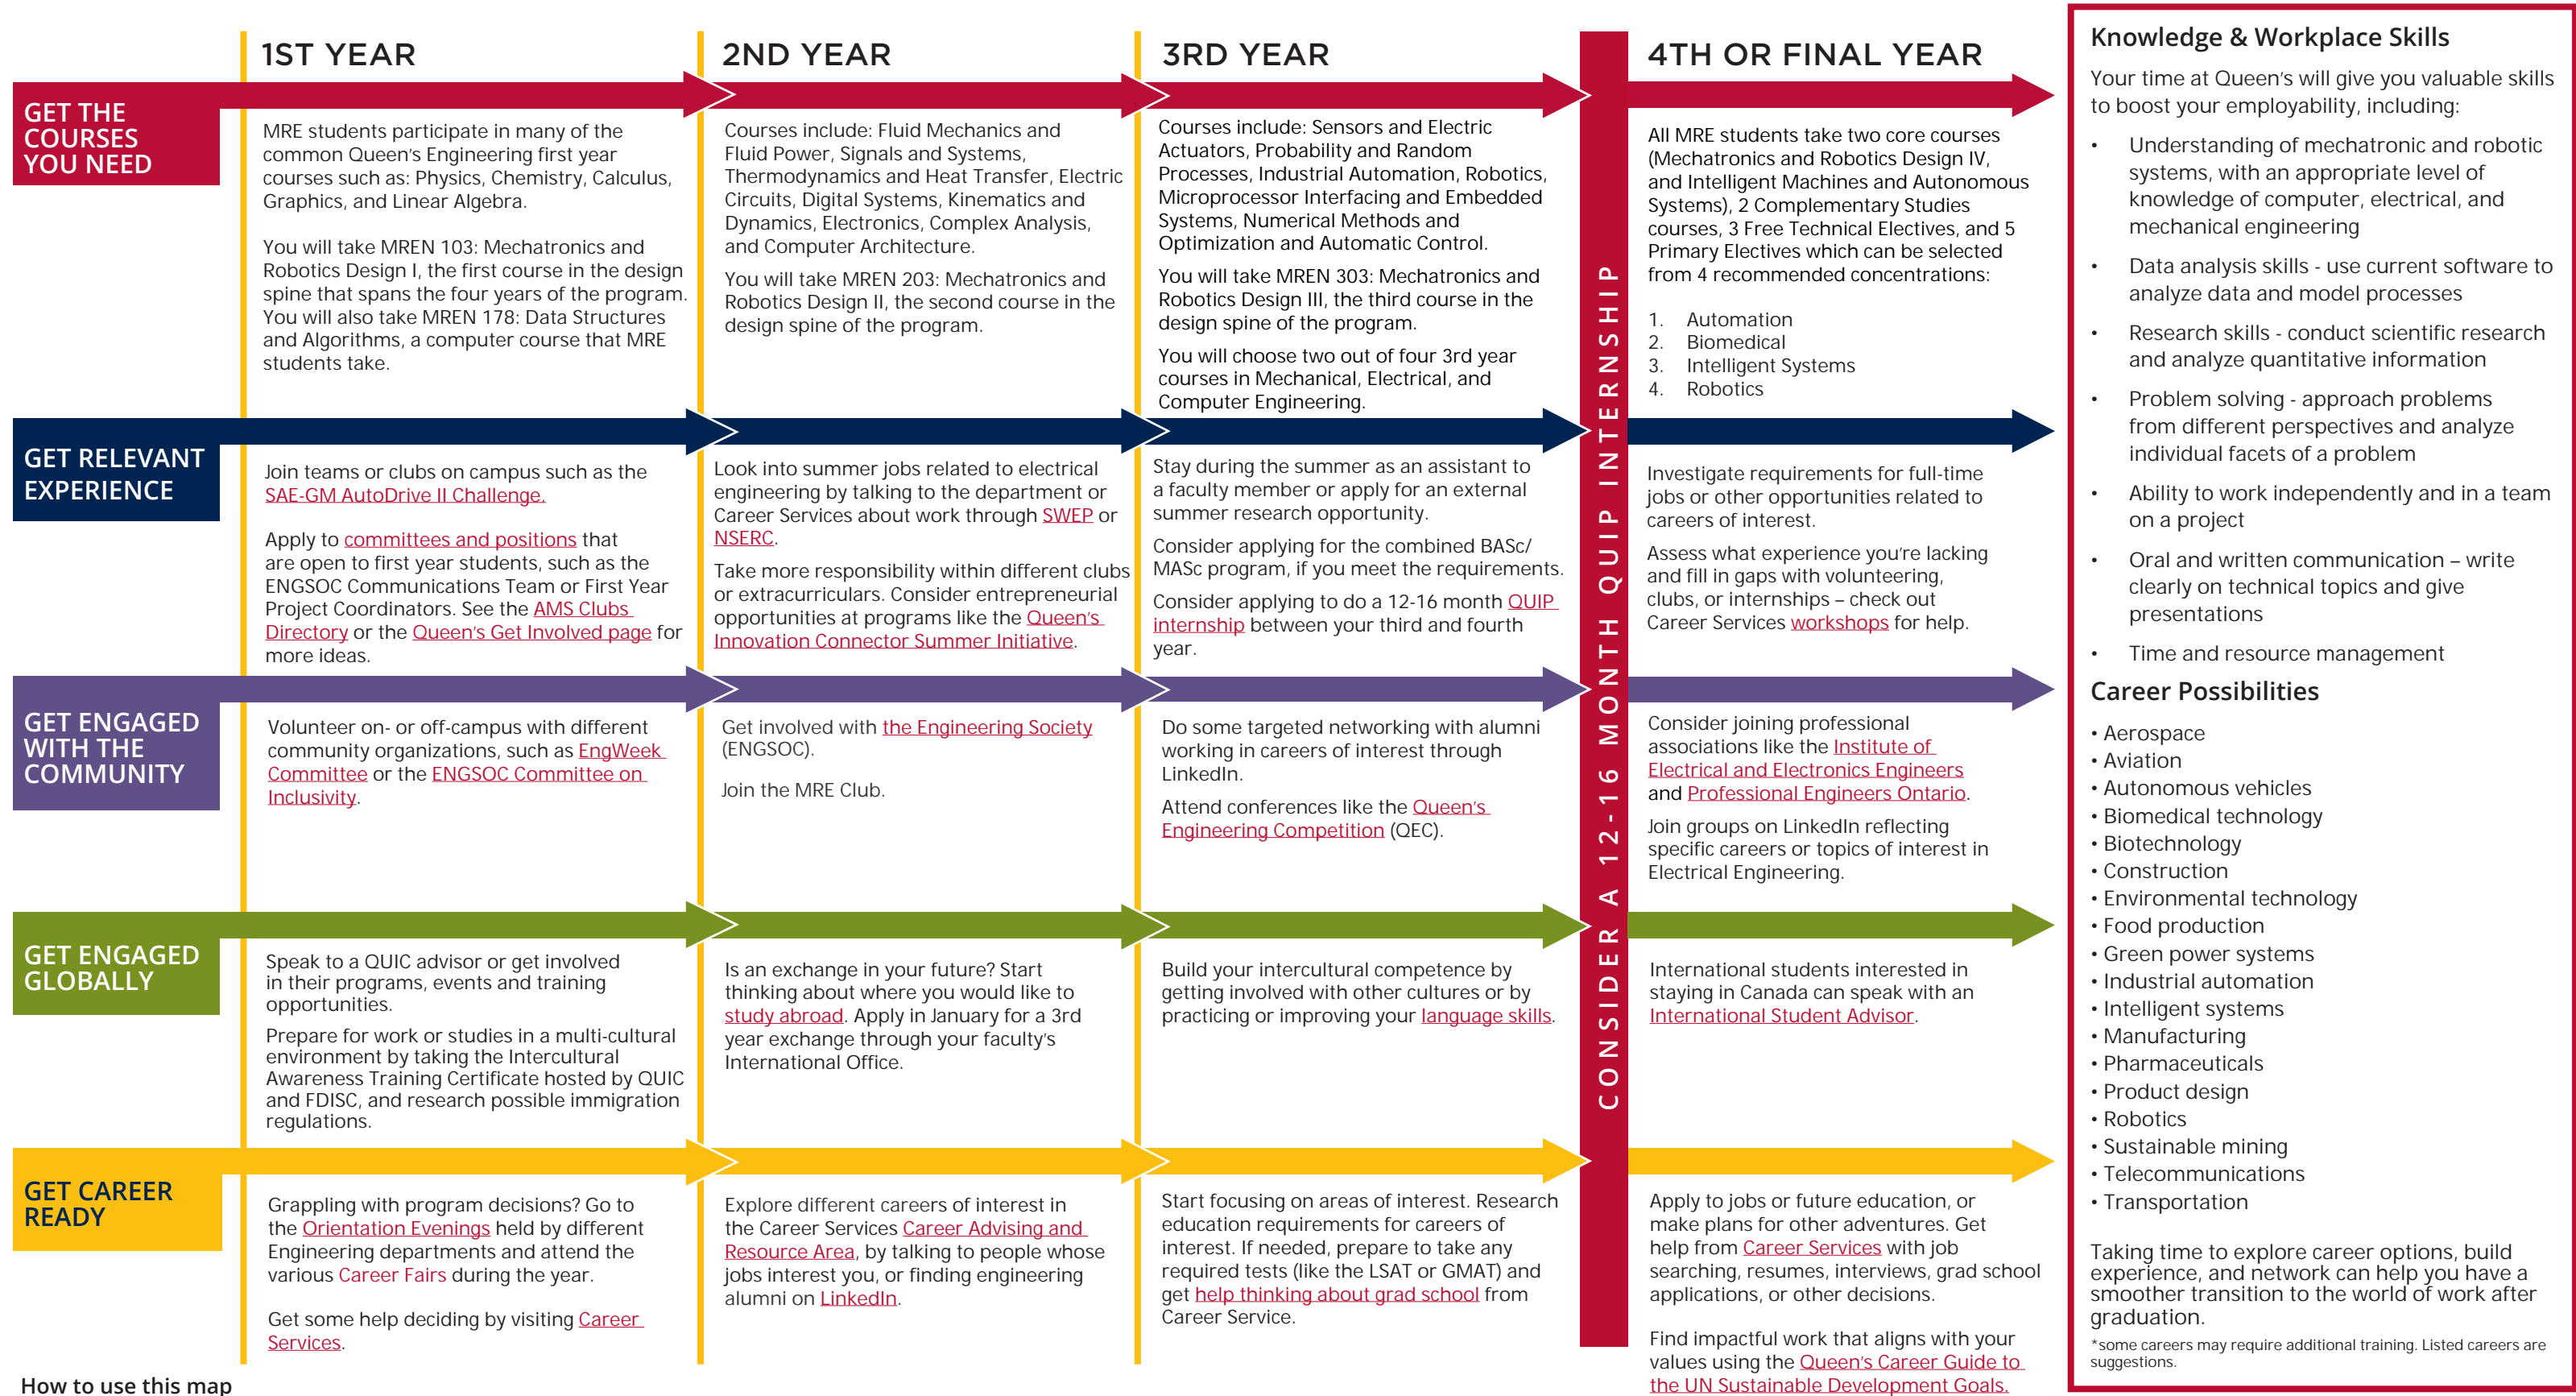 1ST YEAR
2ND YEAR
3RD YEAR
4TH OR FINAL YEAR
GET THE
COURSES
YOU NEED
MRE students participate in many of the
common Queen's Engineering first year
courses such as: Physics, Chemistry, Calculus,
Graphics, and Linear Algebra.
You will take MREN 103: Mechatronics and
Robotics Design I, the first course in the design
spine that spans the four years of the program.
You will also take MREN 178: Data Structures
and Algorithms, a computer course that MRE
students take.
Courses include: Fluid Mechanics and
Fluid Power, Signals and Systems,
Thermodynamics and Heat Transfer, Electric
Circuits, Digital Systems, Kinematics and
Dynamics, Electronics, Complex Analysis,
and Computer Architecture.
You will take MREN 203: Mechatronics and
Robotics Design II, the second course in the
design spine of the program.
Courses include: Sensors and Electric
Actuators, Probability and Random
Processes, Industrial Automation, Robotics,
Microprocessor Interfacing and Embedded
Systems, Numerical Methods and
Optimization and Automatic Control.
You will take MREN 303: Mechatronics and
Robotics Design III, the third course in the
design spine of the program.
You will choose two out of four 3rd year
courses in Mechanical, Electrical, and
Computer Engineering.
All MRE students take two core courses
(Mechatronics and Robotics Design IV,
and Intelligent Machines and Autonomous
Systems), 2 Complementary Studies
courses, 3 Free Technical Electives, and 5
Primary Electives which can be selected
from 4 recommended concentrations:
1. Automation
2. Biomedical
3. Intelligent Systems
4. Robotics
GET RELEVANT
EXPERIENCE
Join teams or clubs on campus such as the
SAE-GM AutoDrive II Challenge.
Apply to committees and positions that
are open to first year students, such as the
ENGSOC Communications Team or First Year
Project Coordinators. See the AMS Clubs
Directory or the Queen's Get Involved page for
more ideas.
Look into summer jobs related to electrical
engineering by talking to the department or
Career Services about work through SWEP or
NSERC.
Take more responsibility within different clubs
or extracurriculars. Consider entrepreneurial
opportunities at programs like the Queen's
Innovation Connector Summer Initiative.
Stay during the summer as an assistant to
a faculty member or apply for an external
summer research opportunity.
Consider applying for the combined BASc/
MASc program, if you meet the requirements.
Consider applying to do a 12-16 month QUIP
internship between your third and fourth
year.
Investigate requirements for full-time
jobs or other opportunities related to
careers of interest.
Assess what experience you're lacking
and fill in gaps with volunteering,
clubs, or internships – check out
Career Services workshops for help.
GET ENGAGED
WITH THE
COMMUNITY
Volunteer on- or off-campus with different
community organizations, such as EngWeek
Committee or the ENGSOC Committee on
Inclusivity.
Get involved with the Engineering Society
(ENGSOC).
Join the MRE Club.
Do some targeted networking with alumni
working in careers of interest through
LinkedIn.
Attend conferences like the Queen's
Engineering Competition (QEC).
Consider joining professional
associations like the Institute of
Electrical and Electronics Engineers
and Professional Engineers Ontario.
Join groups on LinkedIn reflecting
specific careers or topics of interest in
Electrical Engineering.
GET ENGAGED
GLOBALLY
Speak to a QUIC advisor or get involved
in their programs, events and training
opportunities.
Prepare for work or studies in a multi-cultural
environment by taking the Intercultural
Awareness Training Certificate hosted by QUIC
and FDISC, and research possible immigration
regulations.
Is an exchange in your future? Start
thinking about where you would like to
study abroad. Apply in January for a 3rd
year exchange through your faculty's
International Office.
Build your intercultural competence by
getting involved with other cultures or by
practicing or improving your language skills.
International students interested in
staying in Canada can speak with an
International Student Advisor.
GET CAREER
READY
Grappling with program decisions? Go to
the Orientation Evenings held by different
Engineering departments and attend the
various Career Fairs during the year.
Get some help deciding by visiting Career
Services.
Explore different careers of interest in
the Career Services Career Advising and
Resource Area, by talking to people whose
jobs interest you, or finding engineering
alumni on LinkedIn.
Start focusing on areas of interest. Research
education requirements for careers of
interest. If needed, prepare to take any
required tests (like the LSAT or GMAT) and
get help thinking about grad school from
Career Service.
Apply to jobs or future education, or
make plans for other adventures. Get
help from Career Services with job
searching, resumes, interviews, grad school
applications, or other decisions.
Find impactful work that aligns with your
values using the Queen's Career Guide to
the UN Sustainable Development Goals.
CONSIDER A 12-16 MONTH QUIP INTERNSHIP
Knowledge & Workplace Skills
Your time at Queen's will give you valuable skills
to boost your employability, including:
• Understanding of mechatronic and robotic
systems, with an appropriate level of
knowledge of computer, electrical, and
mechanical engineering
• Data analysis skills - use current software to
analyze data and model processes
• Research skills - conduct scientific research
and analyze quantitative information
• Problem solving - approach problems
from different perspectives and analyze
individual facets of a problem
• Ability to work independently and in a team
on a project
• Oral and written communication – write
clearly on technical topics and give
presentations
• Time and resource management
Career Possibilities
• Aerospace
• Aviation
• Autonomous vehicles
• Biomedical technology
• Biotechnology
• Construction
• Environmental technology
• Food production
• Green power systems
• Industrial automation
• Intelligent systems
• Manufacturing
• Pharmaceuticals
• Product design
• Robotics
• Sustainable mining
• Telecommunications
• Transportation
Taking time to explore career options, build
experience, and network can help you have a
smoother transition to the world of work after
graduation.
*some careers may require additional training. Listed careers are
suggestions.
How to use this map